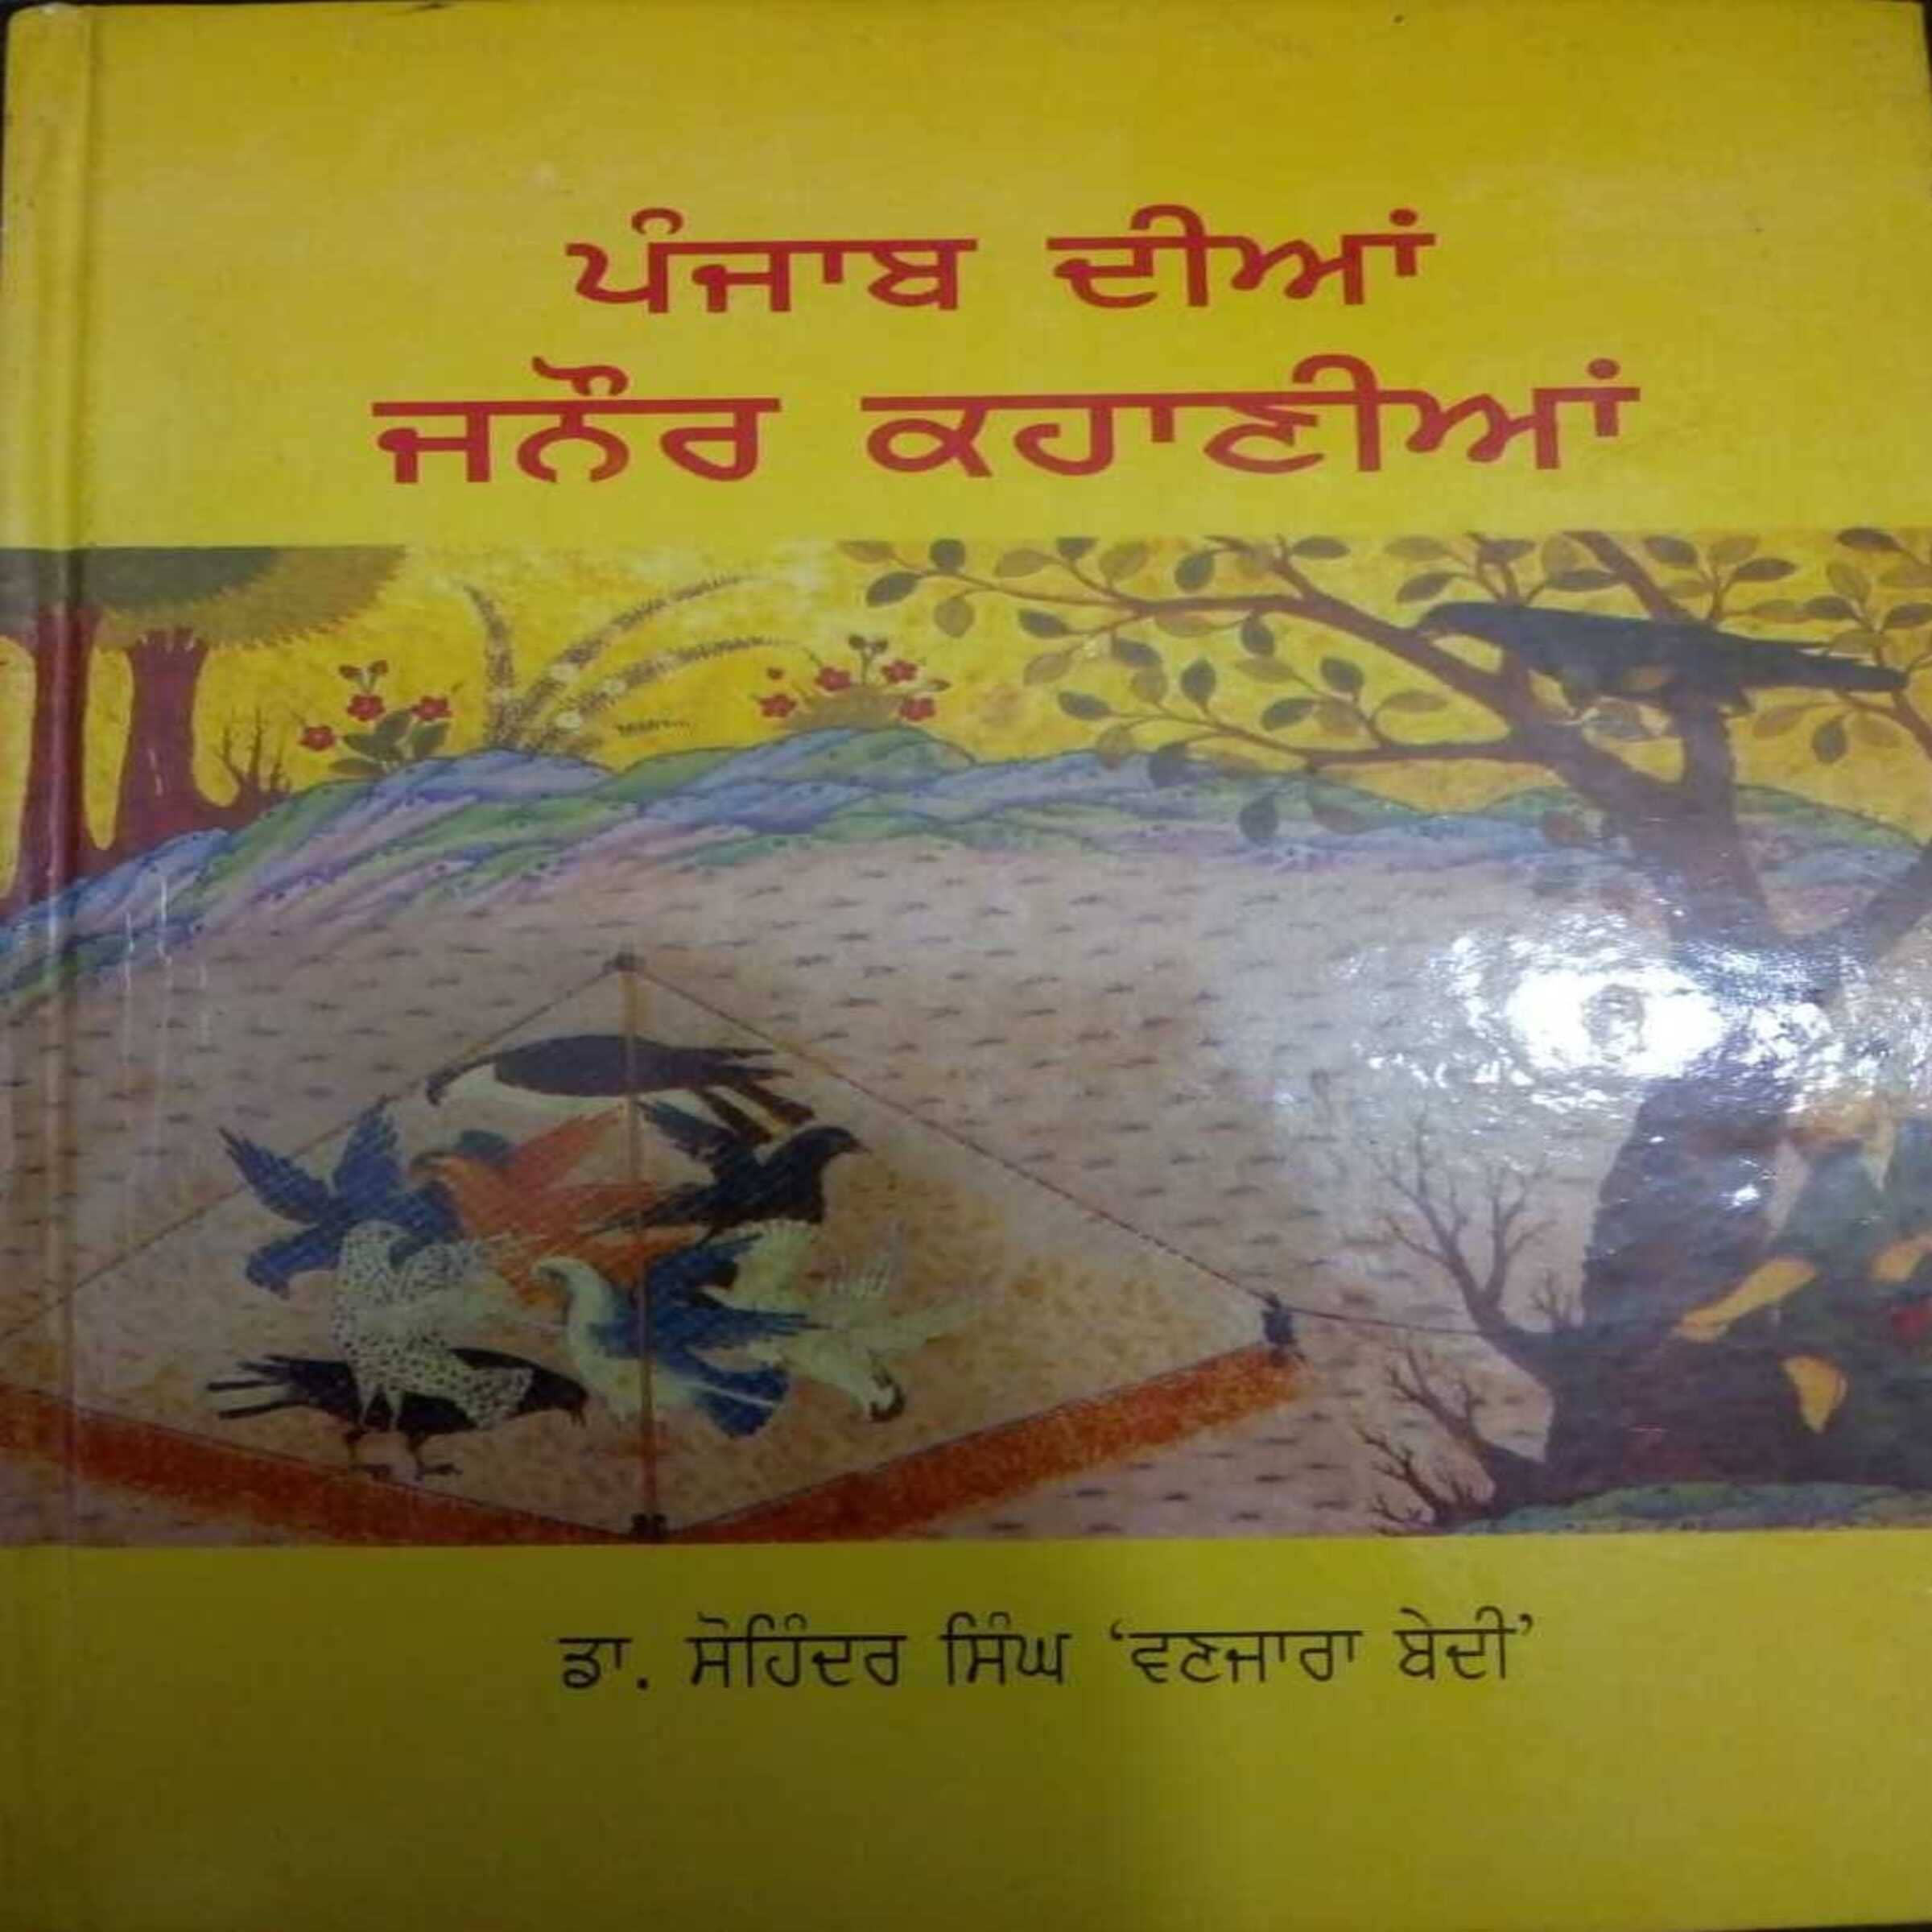 ਪੰਜਾਬ ਦੀਆਂ
ਜਨੌਰ ਕਹਾਣੀਆਂ
ਡਾ. ਸੋਹਿੰਦਰ ਸਿੰਘ ‘ਵਣਜਾਰਾ ਬੇਦੀ’